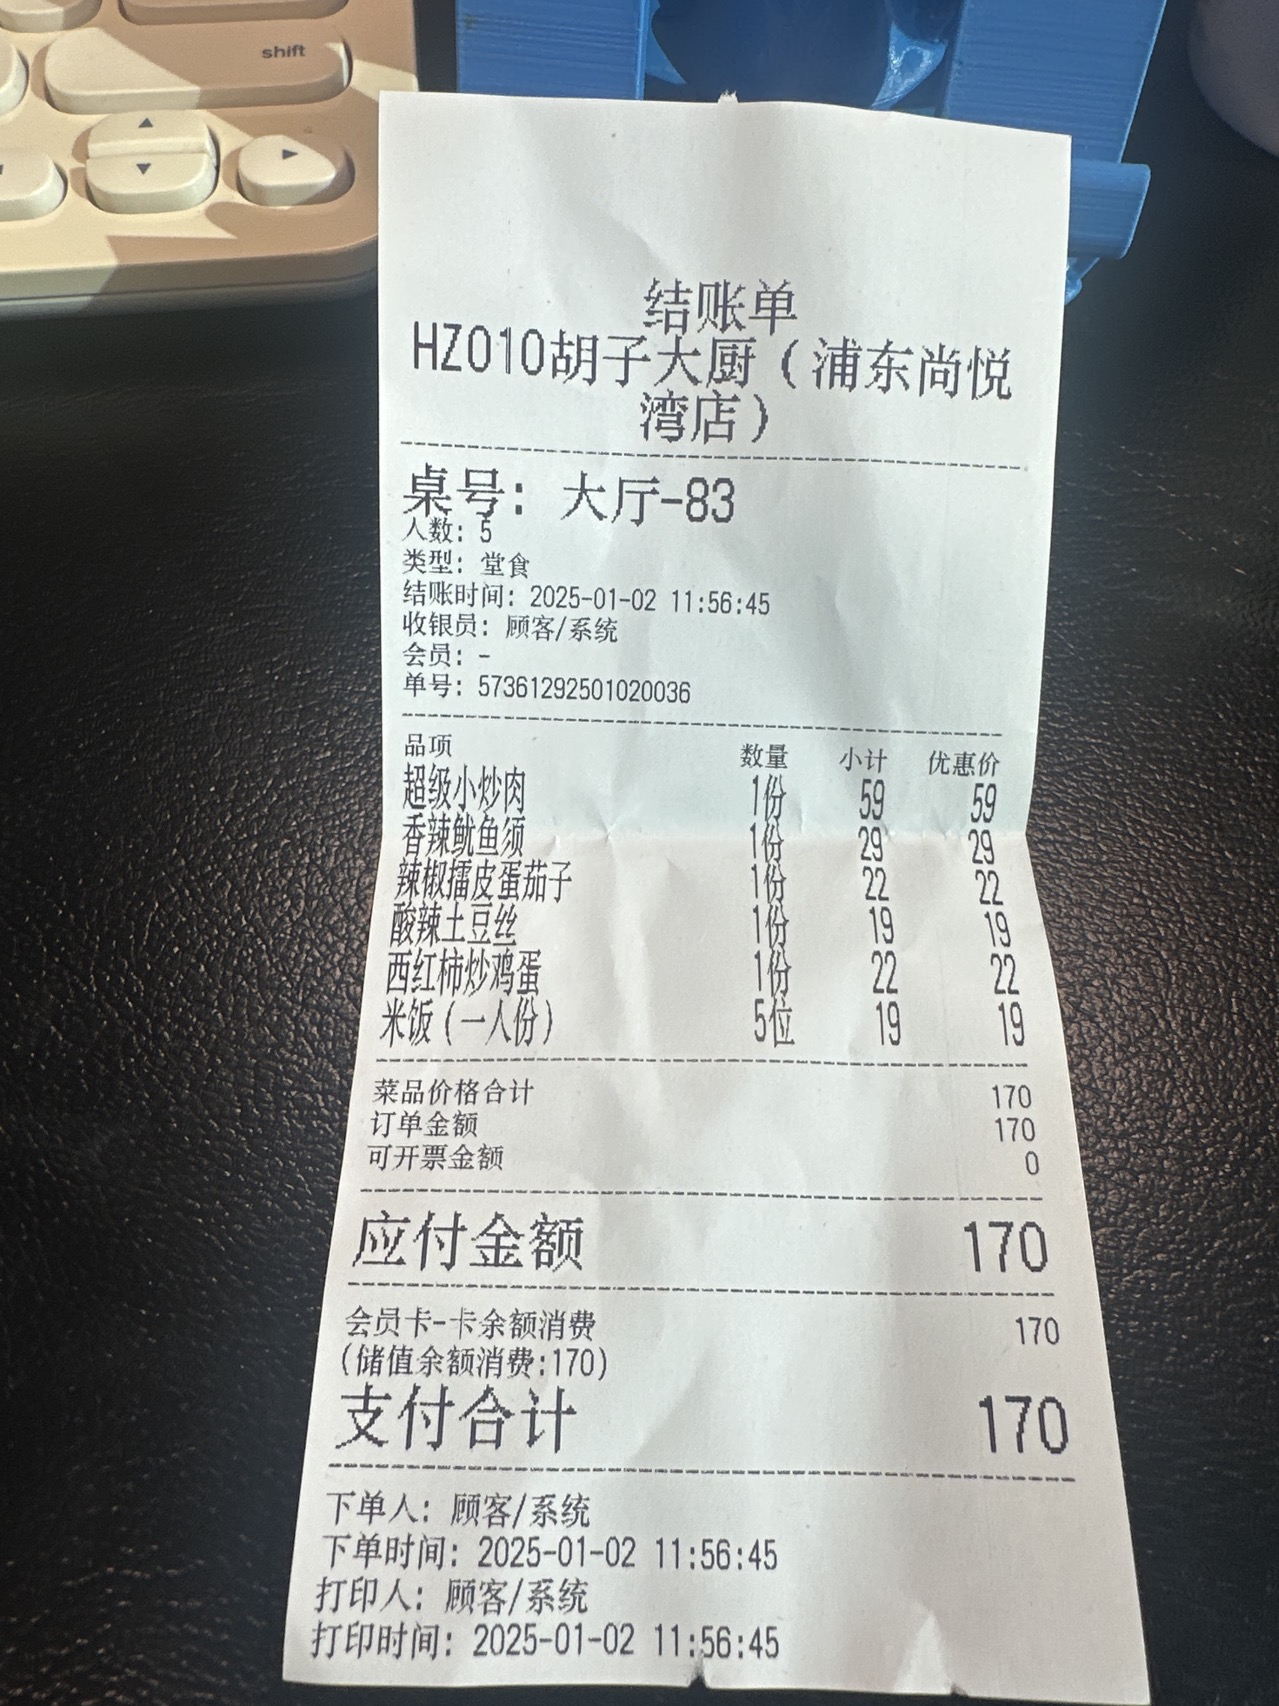 shift
结账单
HZ010胡子大厨（浦东尚悦
湾店）
桌号：大厅-83
人数：5
类型：堂食
结账时间：2025-01-02 11:56:45
收银员：顾客/系统
会员：-
单号：57361292501020036
品项 数量 小计 优惠价
超级小炒肉 1份 59 59
香辣鱿鱼须 1份 29 29
辣椒擂皮蛋茄子 1份 22 22
酸辣土豆丝 1份 19 19
西红柿炒鸡蛋 1份 22 22
米饭（一人份） 5位 19 19
菜品价格合计 170
订单金额 170
可开票金额 0
应付金额 170
会员卡-卡余额消费 170
(储值余额消费:170)
支付合计 170
下单人：顾客/系统
下单时间：2025-01-02 11:56:45
打印人：顾客/系统
打印时间：2025-01-02 11:56:45